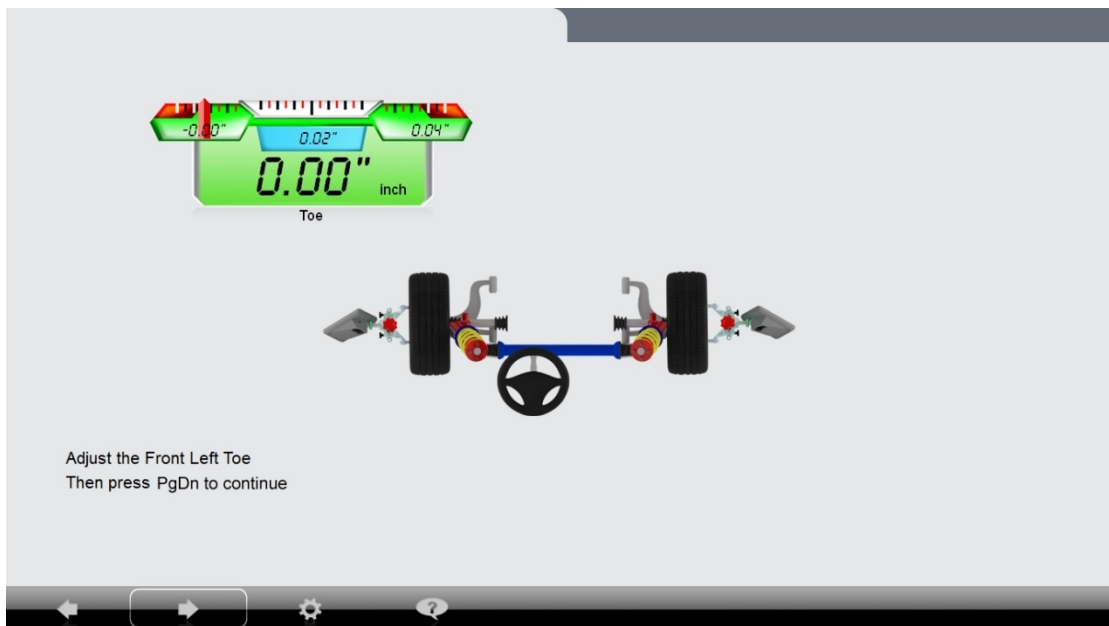 -0.00"
0.02"
0.04"
0.00" inch
Toe
Adjust the Front Left Toe
Then press PgDn to continue
?